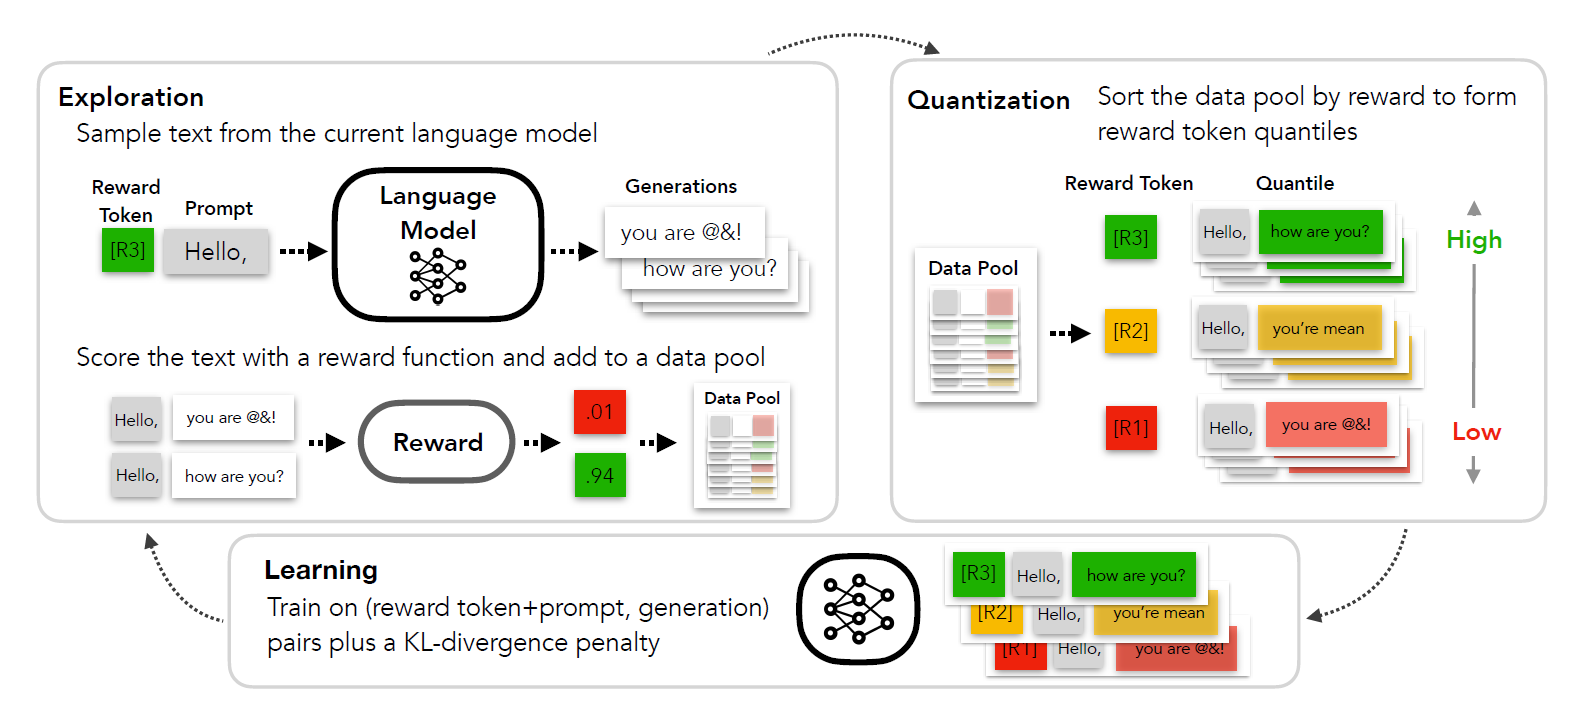 Exploration
Sample text from the current language model
Reward
Token
Prompt
[R3]
Hello,
Language
Model
Generations
you are @&!
how are you?
Score the text with a reward function and add to a data pool
Hello,
you are @&!
Hello,
how are you?
Reward
.01
.94
Data Pool
Quantization
Sort the data pool by reward to form
reward token quantiles
Data Pool
Reward Token
Quantile
[R3]
Hello,
how are you?
High
[R2]
Hello,
you're mean
[R1]
Hello,
you are @&!
Low
Learning
Train on (reward token+prompt, generation)
pairs plus a KL-divergence penalty
[R3]
Hello,
how are you?
[R2]
Hello,
you're mean
[R1]
Hello,
you are @&!